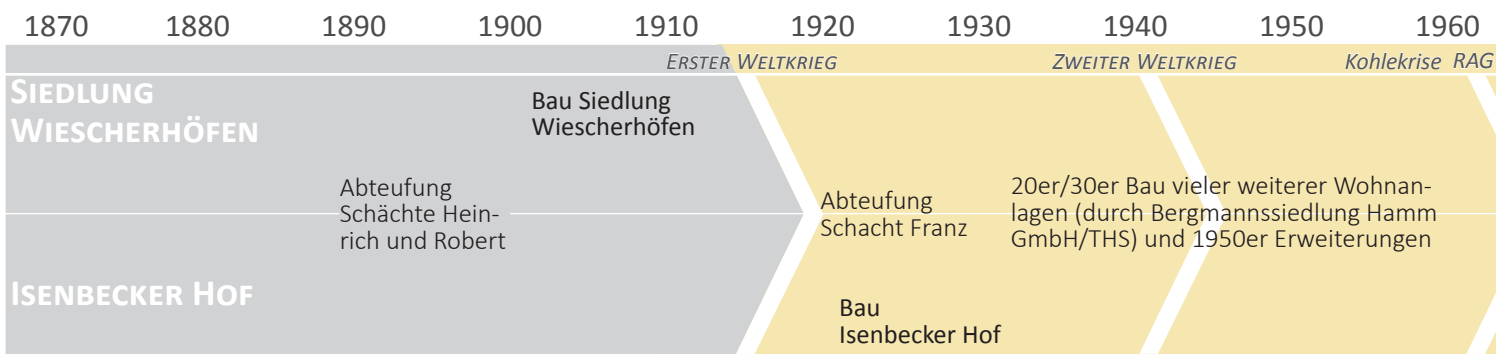 1870 1880 1890 1900 1910 1920 1930 1940 1950 1960
ERSTER WELTKRIEG ZWEITER WELTKRIEG Kohlekrise RAG
SIEDLUNG
WIESCHERHÖFEN
Bau Siedlung
Wiescherhöfen
Abteufung
Schächte Hein-
rich und Robert
Abteufung
Schacht Franz
20er/30er Bau vieler weiterer Wohnan-
lagen (durch Bergmannssiedlung Hamm
GmbH/THS) und 1950er Erweiterungen
ISENBECKER HOF
Bau
Isenbecker Hof